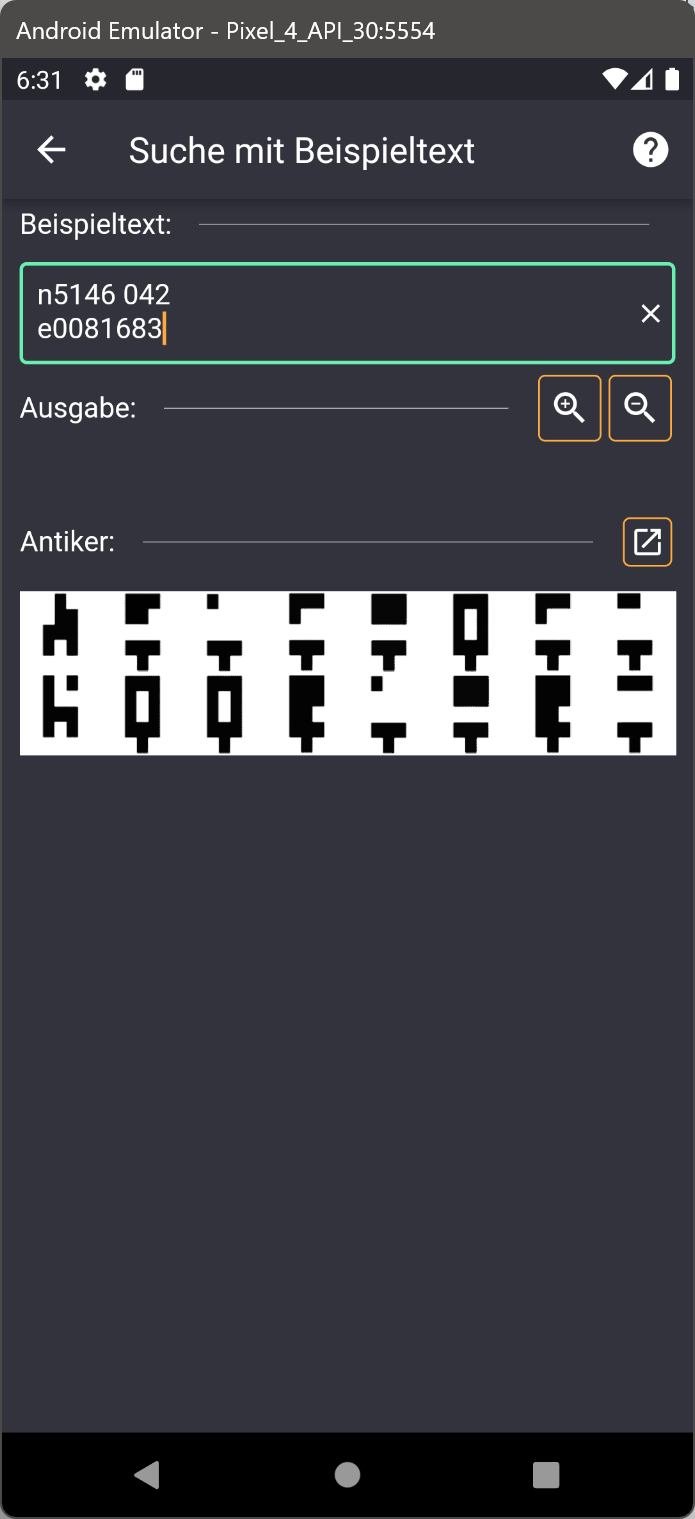 Android Emulator - Pixel_4_API_30:5554
6:31
Suche mit Beispieltext
Beispieltext:
n5146 042
e0081683
Ausgabe:
Antiker: